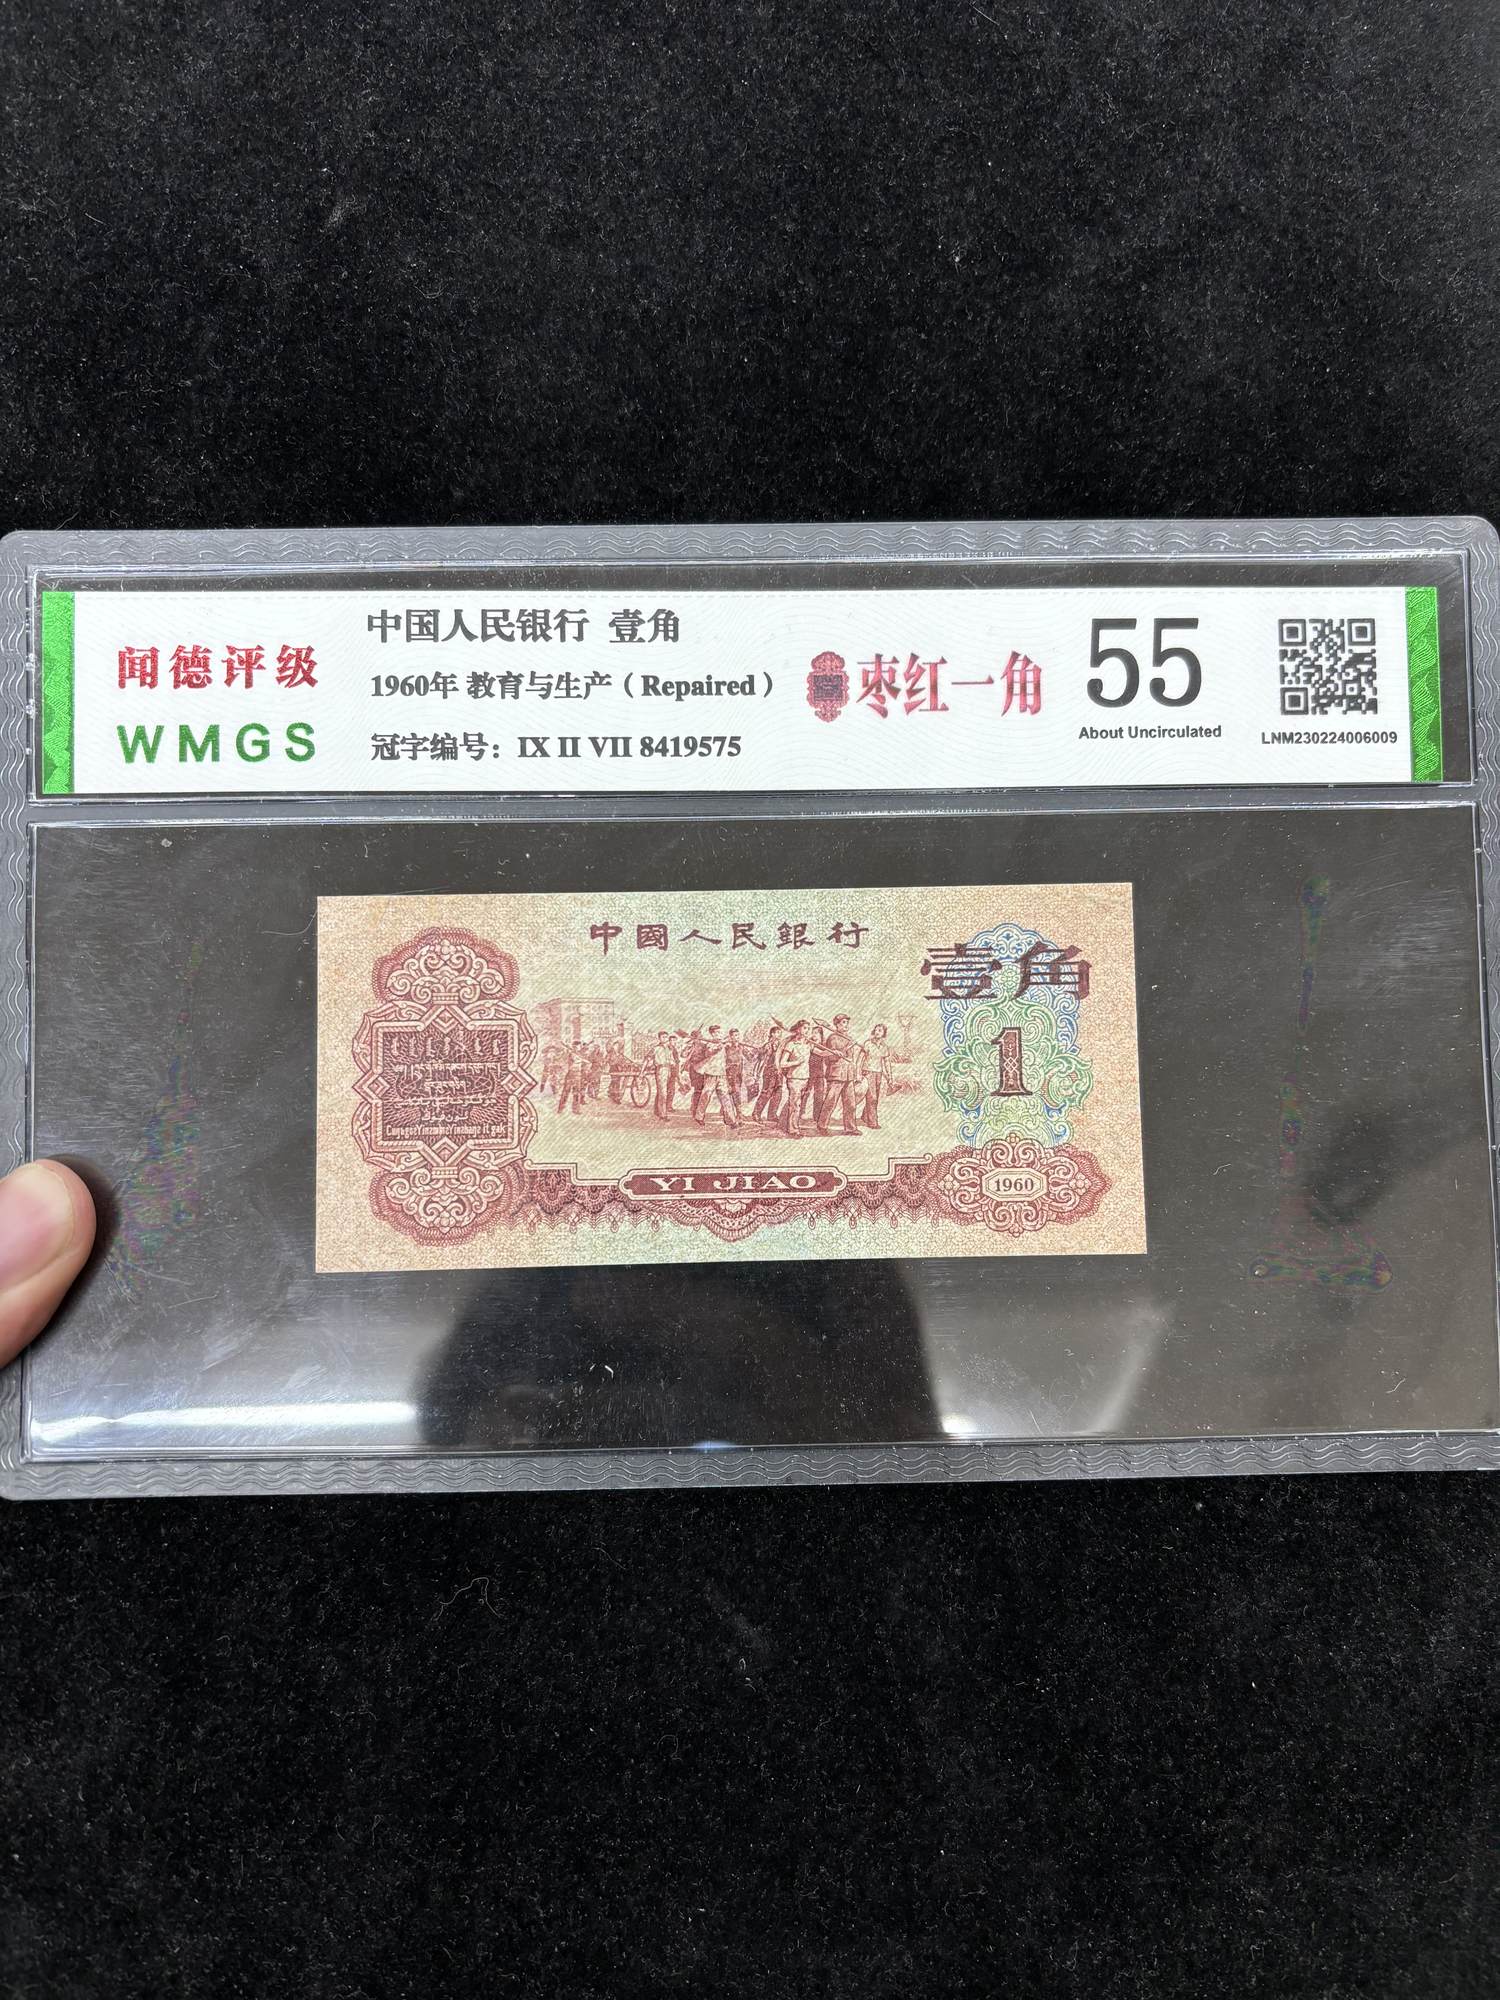 闻德评级
WMGS
中国人民银行 壹角
1960年 教育与生产（Repaired）
冠字编号：IX II VII 8419575
枣红一角
55
About Uncirculated
LNM230224006009
中國人民銀行
壹角
1
YI JIAO
1960